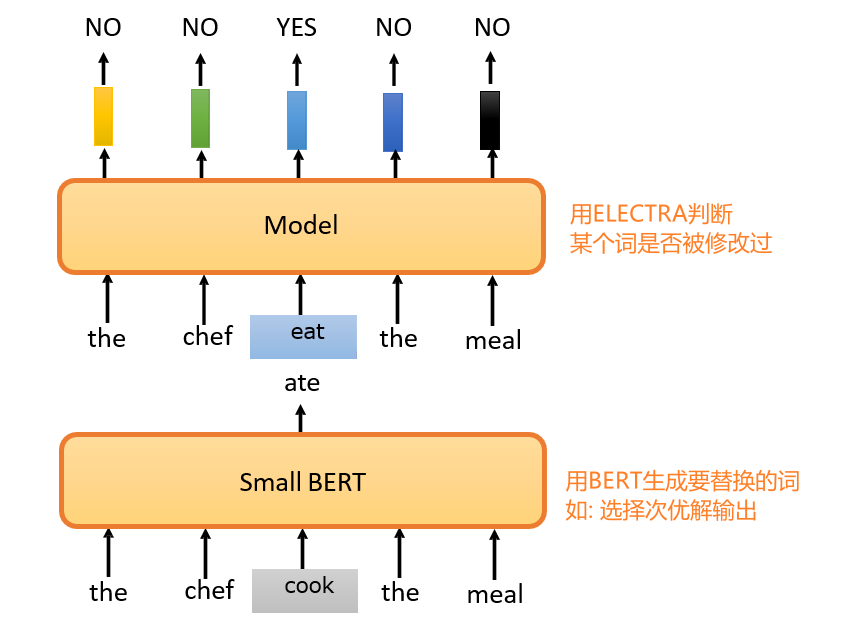 NO NO YES NO NO
Model
用ELECTRA判断
某个词是否被修改过
the chef eat the meal
ate
Small BERT
用BERT生成要替换的词
如: 选择次优解输出
the chef cook the meal